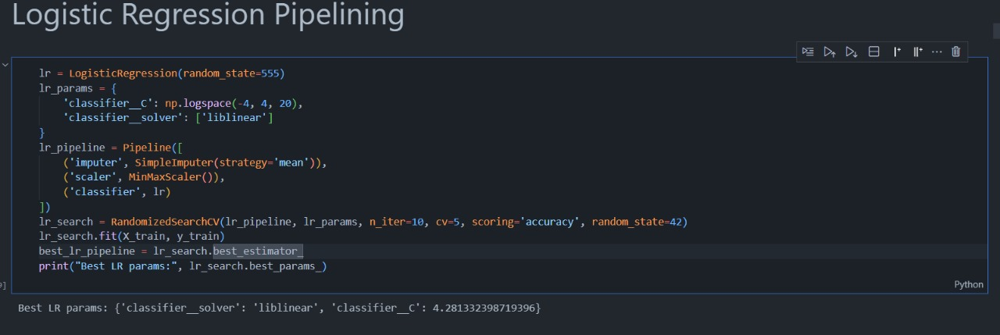 Logistic Regression Pipelining
lr = LogisticRegression(random_state=555)
lr_params = {
    'classifier__C': np.logspace(-4, 4, 20),
    'classifier__solver': ['liblinear']
}
lr_pipeline = Pipeline([
    ('imputer', SimpleImputer(strategy='mean')),
    ('scaler', MinMaxScaler()),
    ('classifier', lr)
])
lr_search = RandomizedSearchCV(lr_pipeline, lr_params, n_iter=10, cv=5, scoring='accuracy', random_state=42)
lr_search.fit(X_train, y_train)
best_lr_pipeline = lr_search.best_estimator_
print("Best LR params:", lr_search.best_params_)
Python
Best LR params: {'classifier__solver': 'liblinear', 'classifier__C': 4.281332398719396}